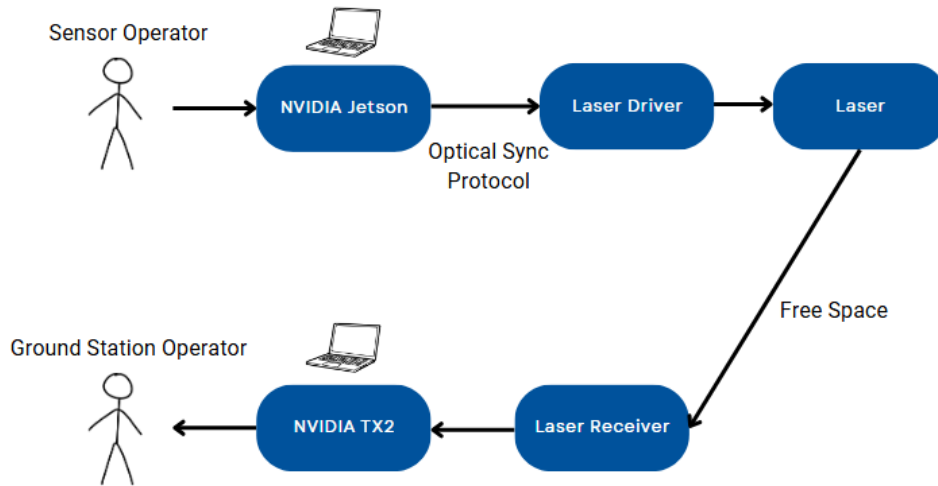 Sensor Operator
NVIDIA Jetson
Laser Driver
Laser
Optical Sync
Protocol
Free Space
Ground Station Operator
NVIDIA TX2
Laser Receiver